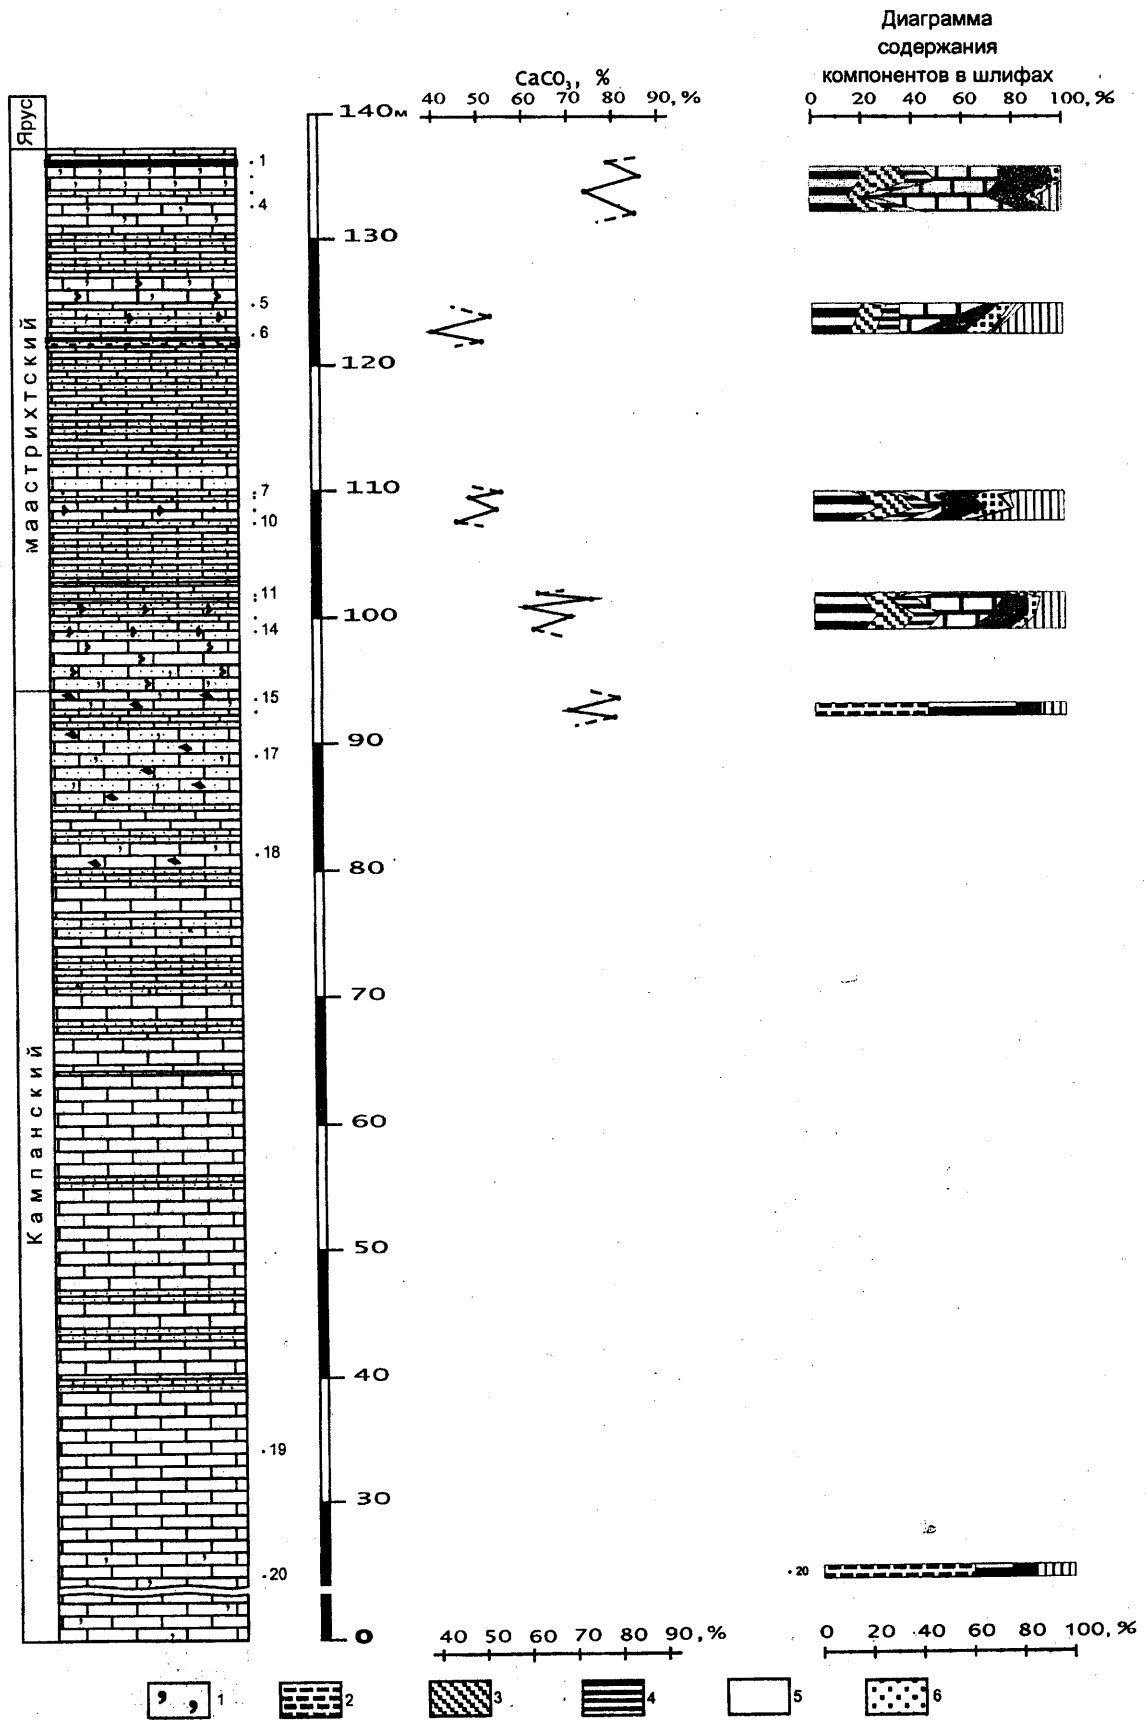 Диаграмма
содержания
компонентов в шлифах
CaCO₃, %
40 50 60 70 80 90,%
0 20 40 60 80 100,%
Ярус
маастрихтский
Кампанский
.1
.4
.5
.6
.7
.10
.11
.14
.15
.17
.18
.19
.20
140м
130
120
110
100
90
80
70
60
50
40
30
0
.20
40 50 60 70 80 90,%
0 20 40 60 80 100,%
1 2 3 4 5 6